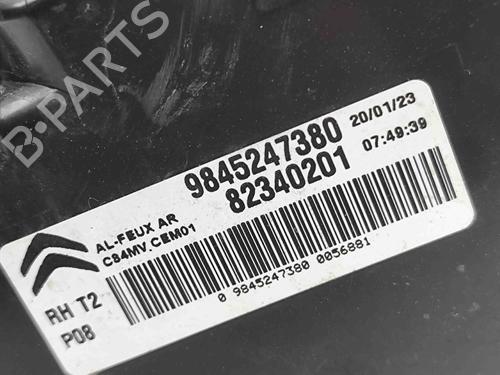 B-PARTS
9845247380
82340201
20/01/23
07:49:39
AL-FEUX AR
C84MV.CEM01
RH T2
P08
0 9845247380 0056881